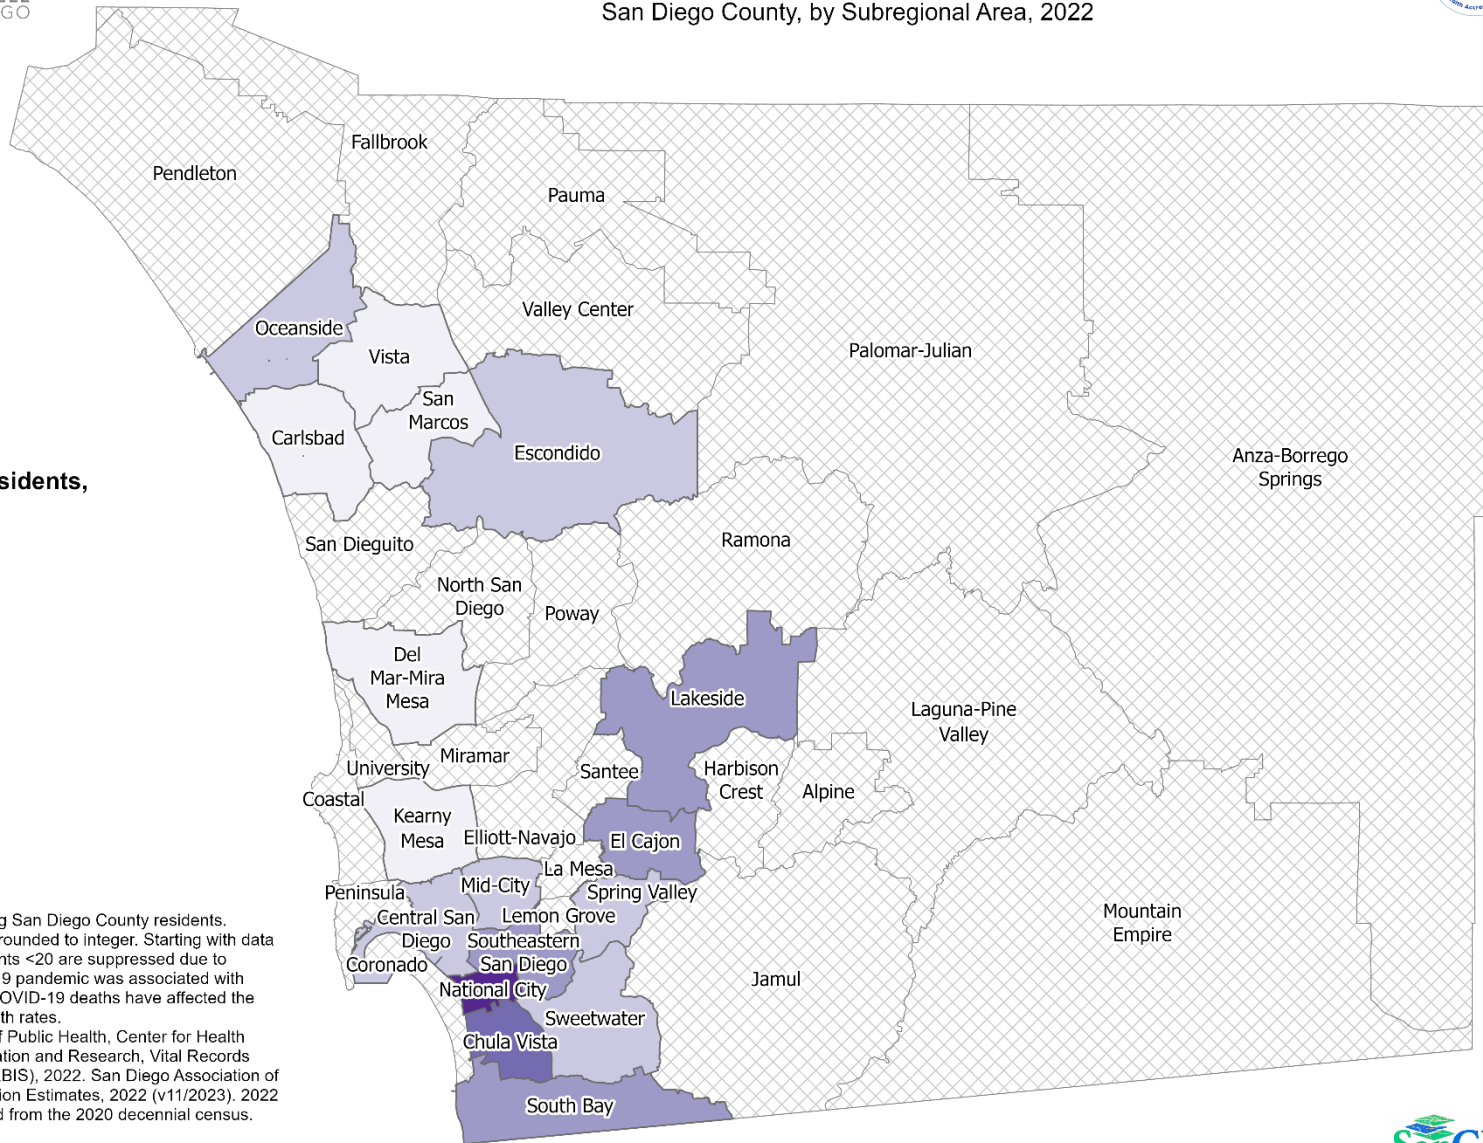 GO
San Diego County, by Subregional Area, 2022
Fallbrook
Pendleton
Pauma
Valley Center
Oceanside
Vista
Palomar-Julian
San
Marcos
Carlsbad
Escondido
Anza-Borrego
Springs
sidents,
San Dieguito
Ramona
North San
Diego
Poway
Del
Mar-Mira
Mesa
Lakeside
Laguna-Pine
Valley
Miramar
University
Santee
Harbison
Crest
Alpine
Coastal
Kearny
Mesa
Elliott-Navajo
El Cajon
La Mesa
Mid-City
Peninsula
Spring Valley
Central San
Diego
Lemon Grove
Southeastern
San Diego
Coronado
National City
Jamul
Mountain
Empire
Sweetwater
Chula Vista
South Bay
g San Diego County residents.
rounded to integer. Starting with data
nts <20 are suppressed due to
9 pandemic was associated with
OVID-19 deaths have affected the
th rates.
f Public Health, Center for Health
ation and Research, Vital Records
BIS), 2022. San Diego Association of
ion Estimates, 2022 (v11/2023). 2022
d from the 2020 decennial census.